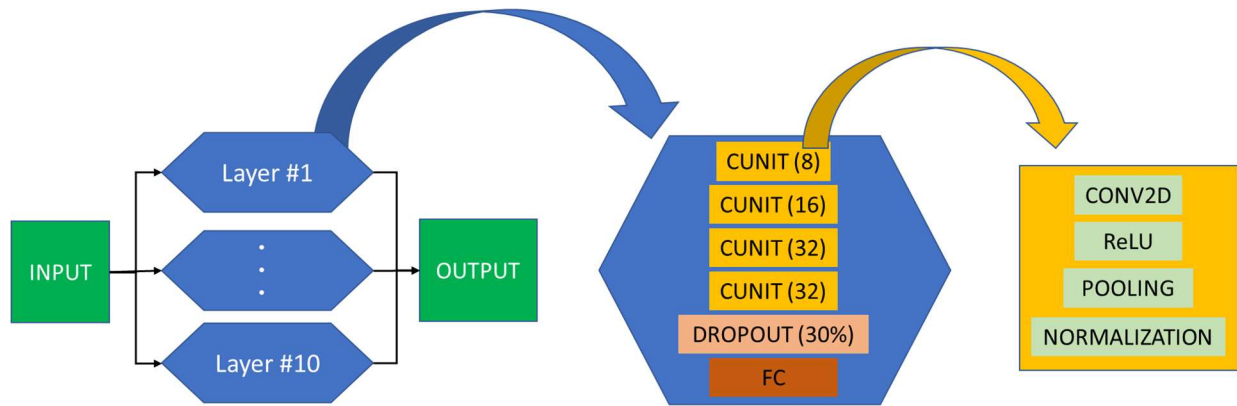 INPUT
Layer #1
Layer #10
OUTPUT
CUNIT (8)
CUNIT (16)
CUNIT (32)
CUNIT (32)
DROPOUT (30%)
FC
CONV2D
ReLU
POOLING
NORMALIZATION